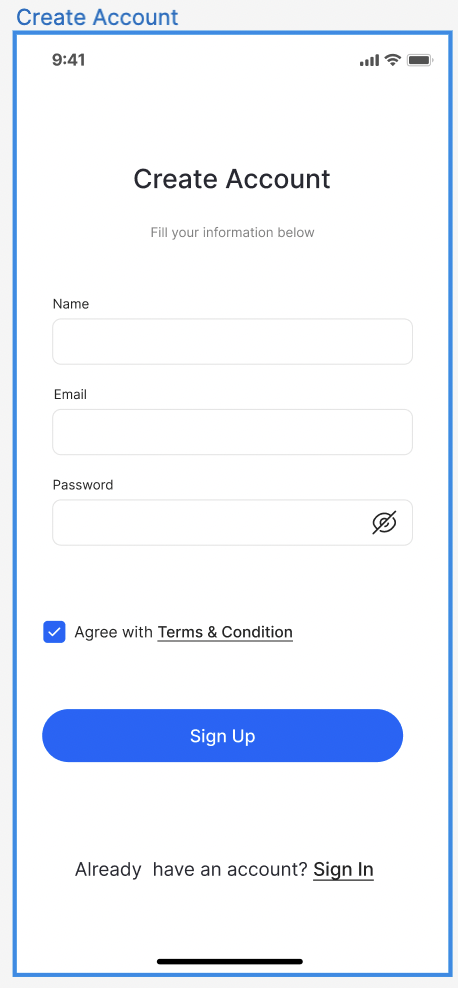 Create Account
9:41
Create Account
Fill your information below
Name
Email
Password
Agree with Terms & Condition
Sign Up
Already  have an account? Sign In